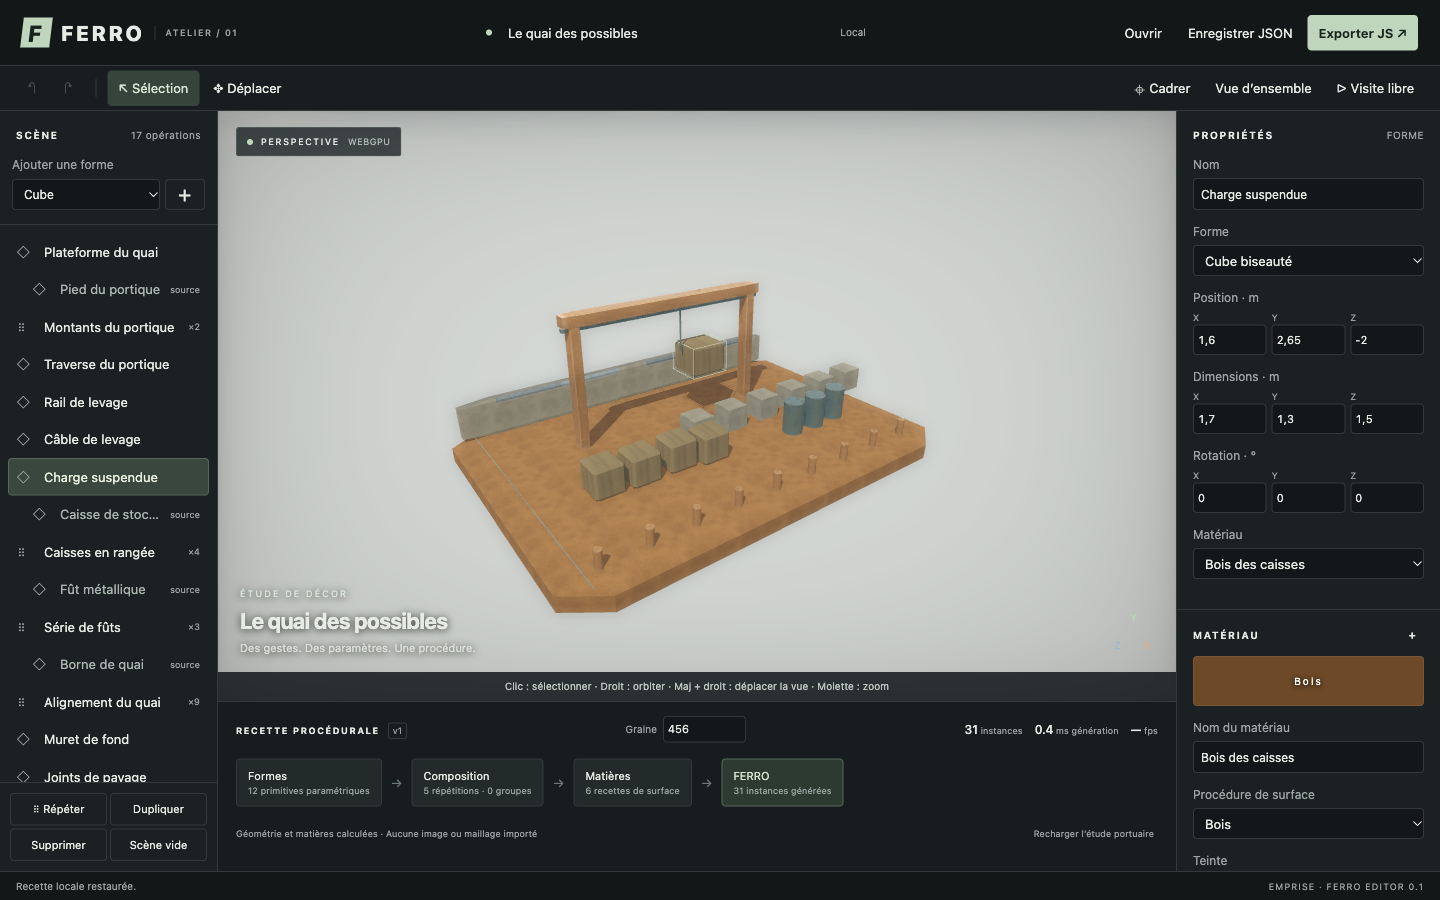 F FERRO ATELIER / 01
Le quai des possibles
Local
Ouvrir
Enregistrer JSON
Exporter JS ↗
Sélection
Déplacer
Cadrer
Vue d'ensemble
Visite libre
SCÈNE 17 opérations
Ajouter une forme
Cube
+
Plateforme du quai
Pied du portique source
Montants du portique ×2
Traverse du portique
Rail de levage
Câble de levage
Charge suspendue
Caisse de stoc... source
Caisses en rangée ×4
Fût métallique source
Série de fûts ×3
Borne de quai source
Alignement du quai ×9
Muret de fond
Joints de pavage
Répéter
Dupliquer
Supprimer
Scène vide
PERSPECTIVE WEBGPU
ÉTUDE DE DÉCOR
Le quai des possibles
Des gestes. Des paramètres. Une procédure.
Y
Z
Clic : sélectionner · Droit : orbiter · Maj + droit : déplacer la vue · Molette : zoom
RECETTE PROCÉDURALE v1
Graine 456
31 instances 0.4 ms génération — fps
Formes
12 primitives paramétriques
→
Composition
5 répétitions · 0 groupes
→
Matières
6 recettes de surface
→
FERRO
31 instances générées
Géométrie et matières calculées · Aucune image ou maillage importé
Recharger l'étude portuaire
PROPRIÉTÉS FORME
Nom
Charge suspendue
Forme
Cube biseauté
Position · m
X Y Z
1,6 2,65 -2
Dimensions · m
X Y Z
1,7 1,3 1,5
Rotation · °
X Y Z
0 0 0
Matériau
Bois des caisses
MATÉRIAU +
Bois
Nom du matériau
Bois des caisses
Procédure de surface
Bois
Teinte
Recette locale restaurée.
EMPRISE · FERRO EDITOR 0.1